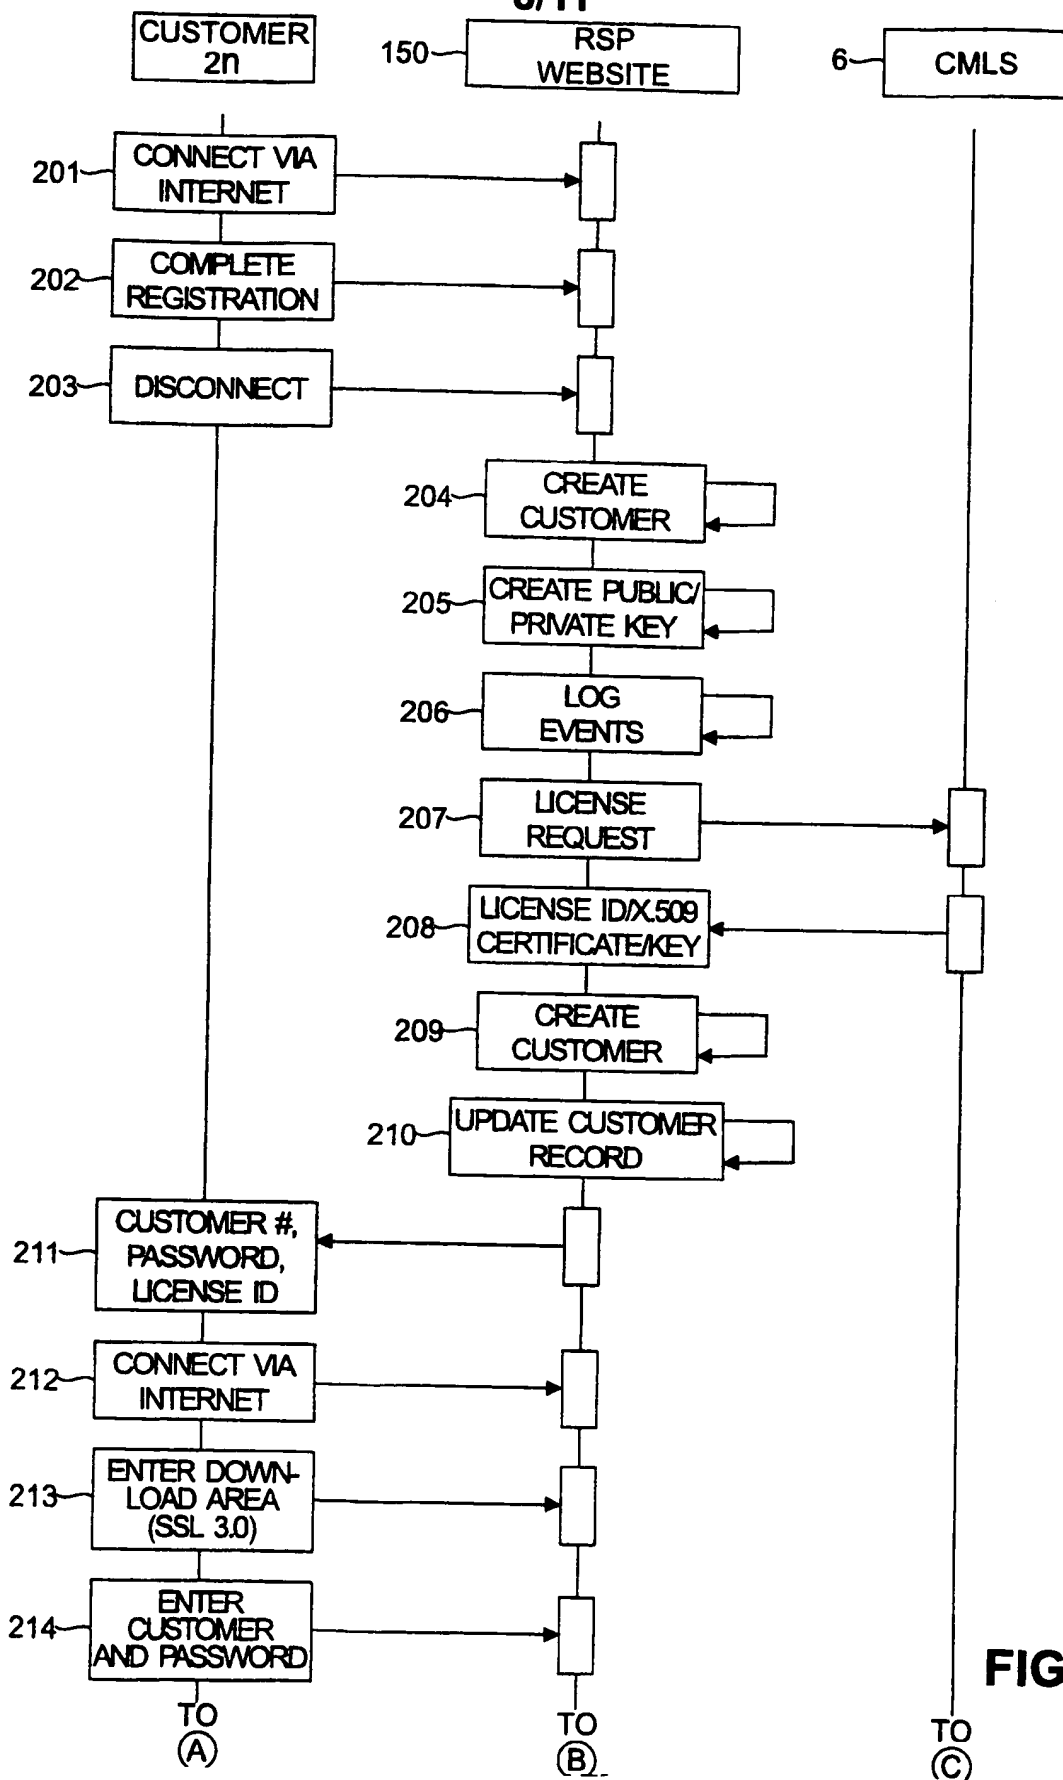 CUSTOMER
2n
150
RSP
WEBSITE
6
CMLS
201
CONNECT VIA
INTERNET
202
COMPLETE
REGISTRATION
203
DISCONNECT
204
CREATE
CUSTOMER
205
CREATE PUBLIC/
PRIVATE KEY
206
LOG
EVENTS
207
LICENSE
REQUEST
208
LICENSE ID/X.509
CERTIFICATE/KEY
209
CREATE
CUSTOMER
210
UPDATE CUSTOMER
RECORD
211
CUSTOMER #,
PASSWORD,
LICENSE ID
212
CONNECT VIA
INTERNET
213
ENTER DOWN-
LOAD AREA
(SSL 3.0)
214
ENTER
CUSTOMER
AND PASSWORD
FIG
TO
A
TO
B
TO
C